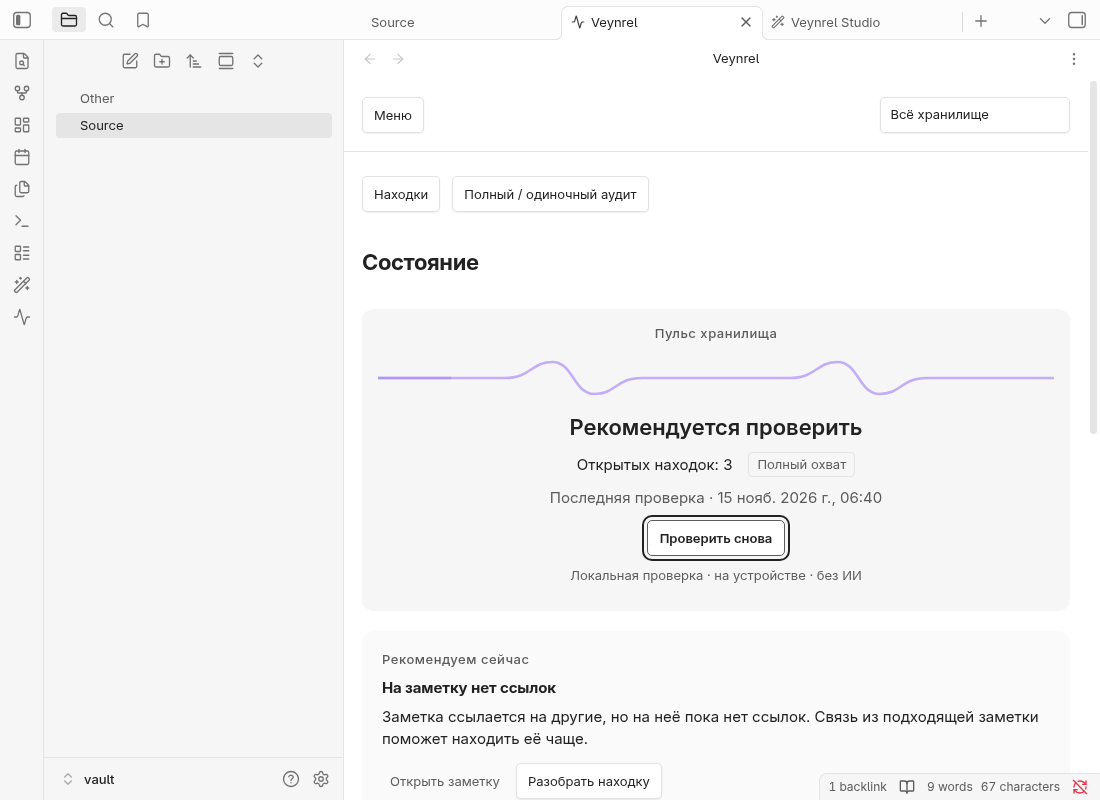 Source
Veynrel
Veynrel Studio
Veynrel
Other
Source
Меню
Всё хранилище
Находки
Полный / одиночный аудит
Состояние
Пульс хранилища
Рекомендуется проверить
Открытых находок: 3
Полный охват
Последняя проверка · 15 нояб. 2026 г., 06:40
Проверить снова
Локальная проверка · на устройстве · без ИИ
Рекомендуем сейчас
На заметку нет ссылок
Заметка ссылается на другие, но на неё пока нет ссылок. Связь из подходящей заметки
поможет находить её чаще.
Открыть заметку
Разобрать находку
vault
1 backlink
9 words
67 characters